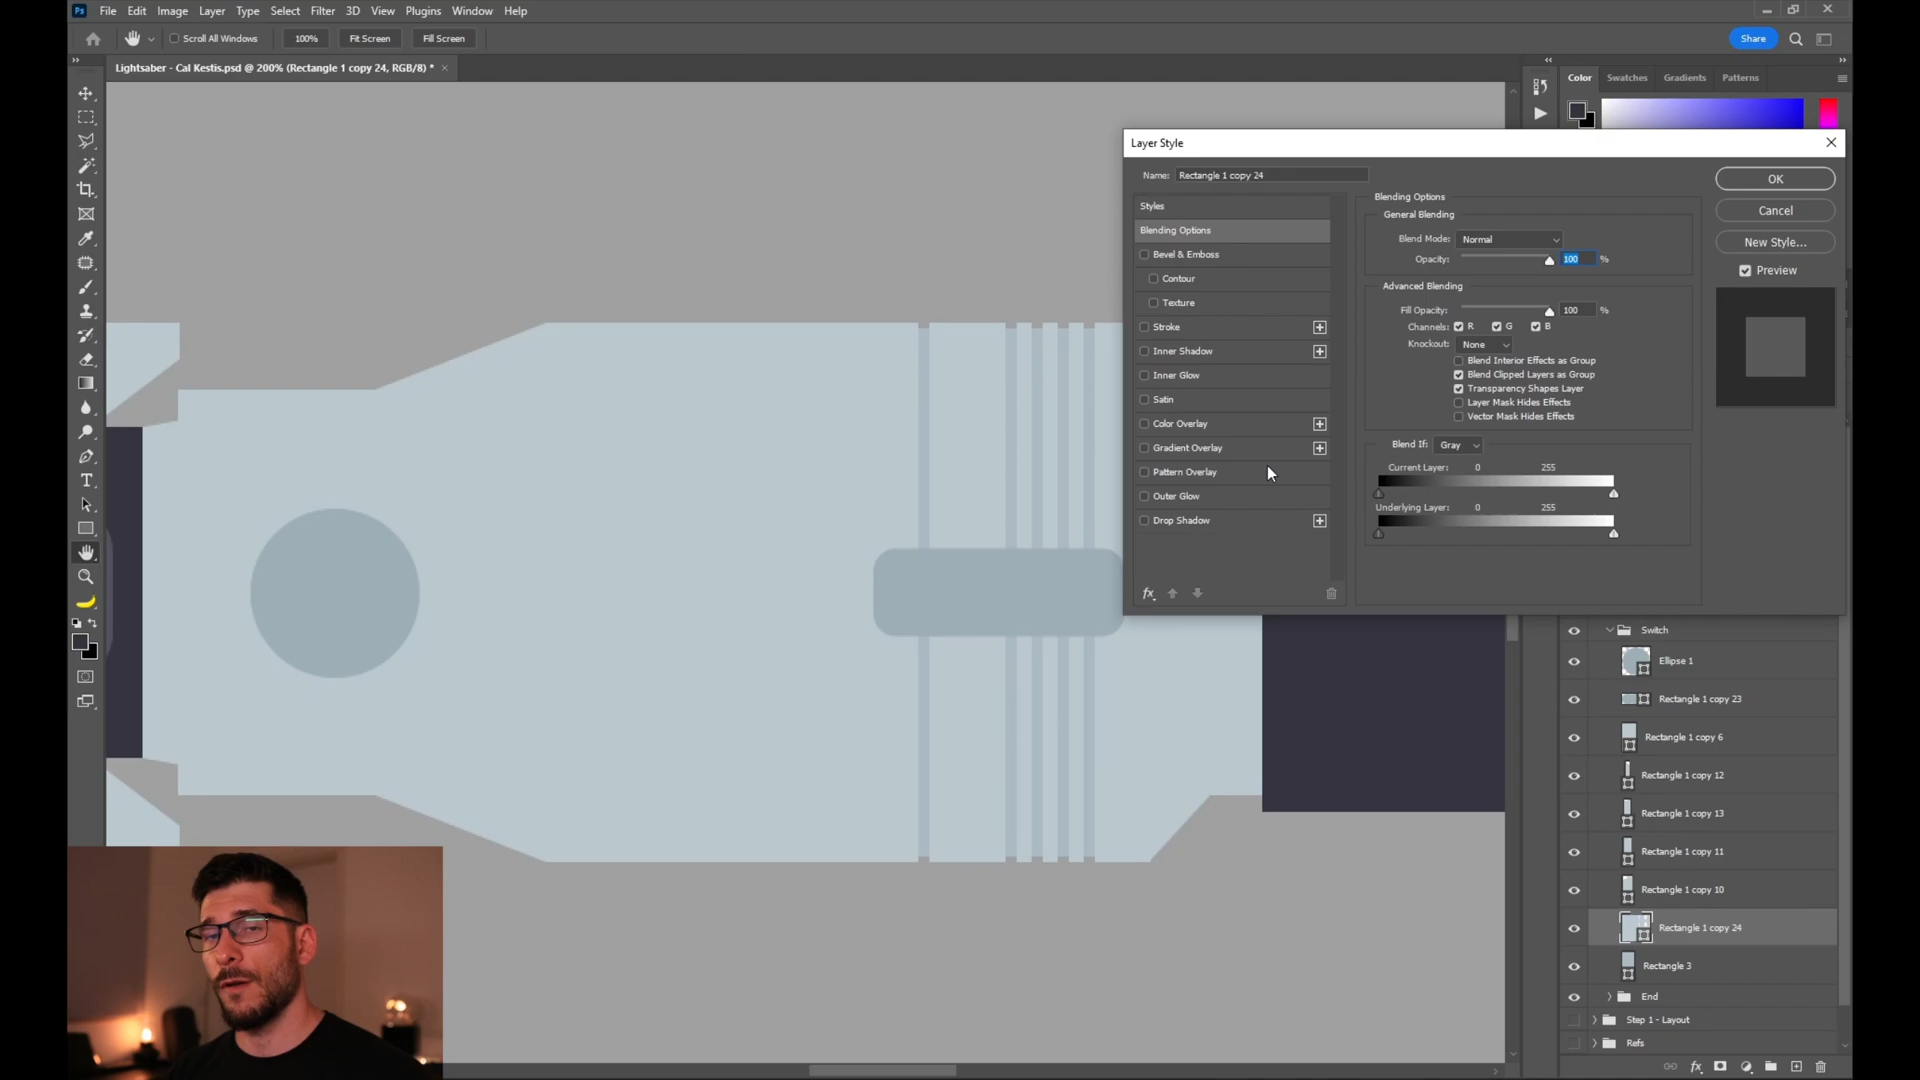 Ps File Edit Image Layer Type Select Filter 3D View Plugins Window Help
Scroll All Windows 100% Fit Screen Fill Screen Share
Lightsaber - Cal Kestis.psd @ 200% (Rectangle 1 copy 24, RGB/8) *
Color Swatches Gradients Patterns
Layer Style
Name: Rectangle 1 copy 24
Styles
Blending Options
Bevel & Emboss
Contour
Texture
Stroke
Inner Shadow
Inner Glow
Satin
Color Overlay
Gradient Overlay
Pattern Overlay
Outer Glow
Drop Shadow
fx
Blending Options
General Blending
Blend Mode: Normal
Opacity: 100 %
Advanced Blending
Fill Opacity: 100 %
Channels: R G B
Knockout: None
Blend Interior Effects as Group
Blend Clipped Layers as Group
Transparency Shapes Layer
Layer Mask Hides Effects
Vector Mask Hides Effects
Blend If: Gray
Current Layer: 0 255
Underlying Layer: 0 255
OK
Cancel
New Style...
Preview
Switch
Ellipse 1
Rectangle 1 copy 23
Rectangle 1 copy 6
Rectangle 1 copy 12
Rectangle 1 copy 13
Rectangle 1 copy 11
Rectangle 1 copy 10
Rectangle 1 copy 24
Rectangle 3
End
Step 1 - Layout
Refs
fx